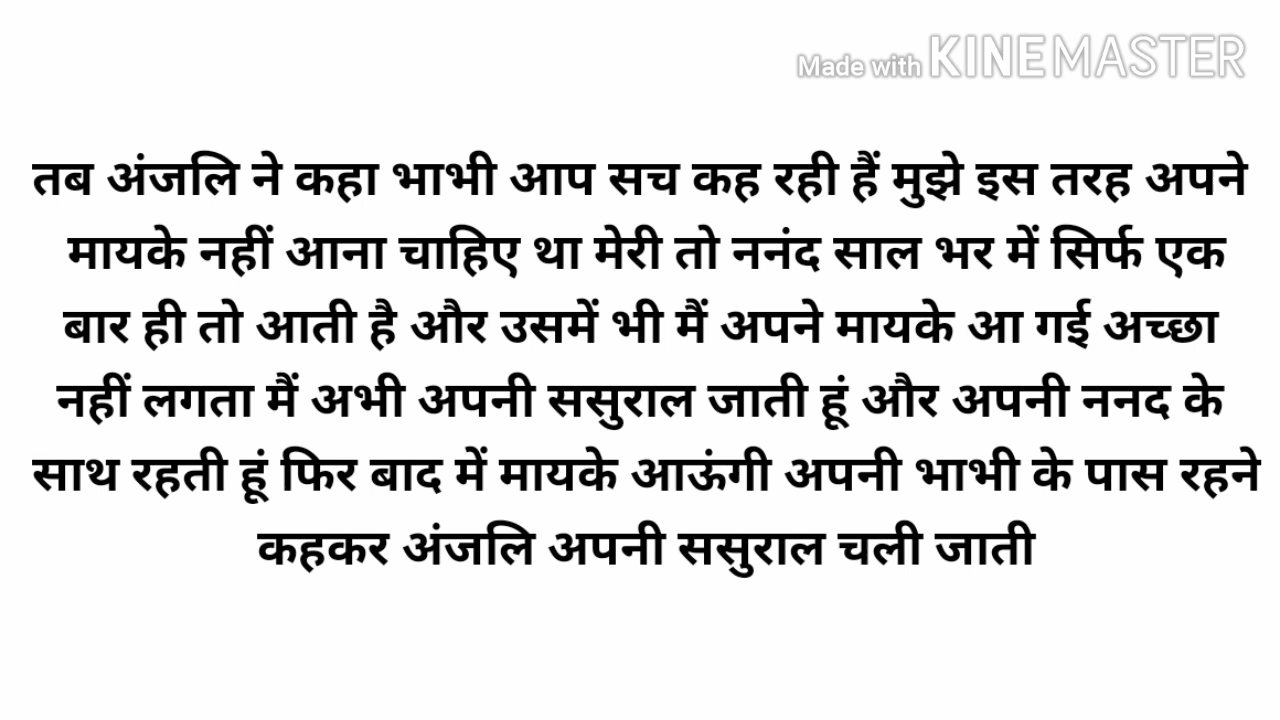 Made with KINEMASTER
तब अंजलि ने कहा भाभी आप सच कह रही हैं मुझे इस तरह अपने
मायके नहीं आना चाहिए था मेरी तो ननंद साल भर में सिर्फ एक
बार ही तो आती है और उसमें भी मैं अपने मायके आ गई अच्छा
नहीं लगता मैं अभी अपनी ससुराल जाती हूं और अपनी ननद के
साथ रहती हूं फिर बाद में मायके आऊंगी अपनी भाभी के पास रहने
कहकर अंजलि अपनी ससुराल चली जाती